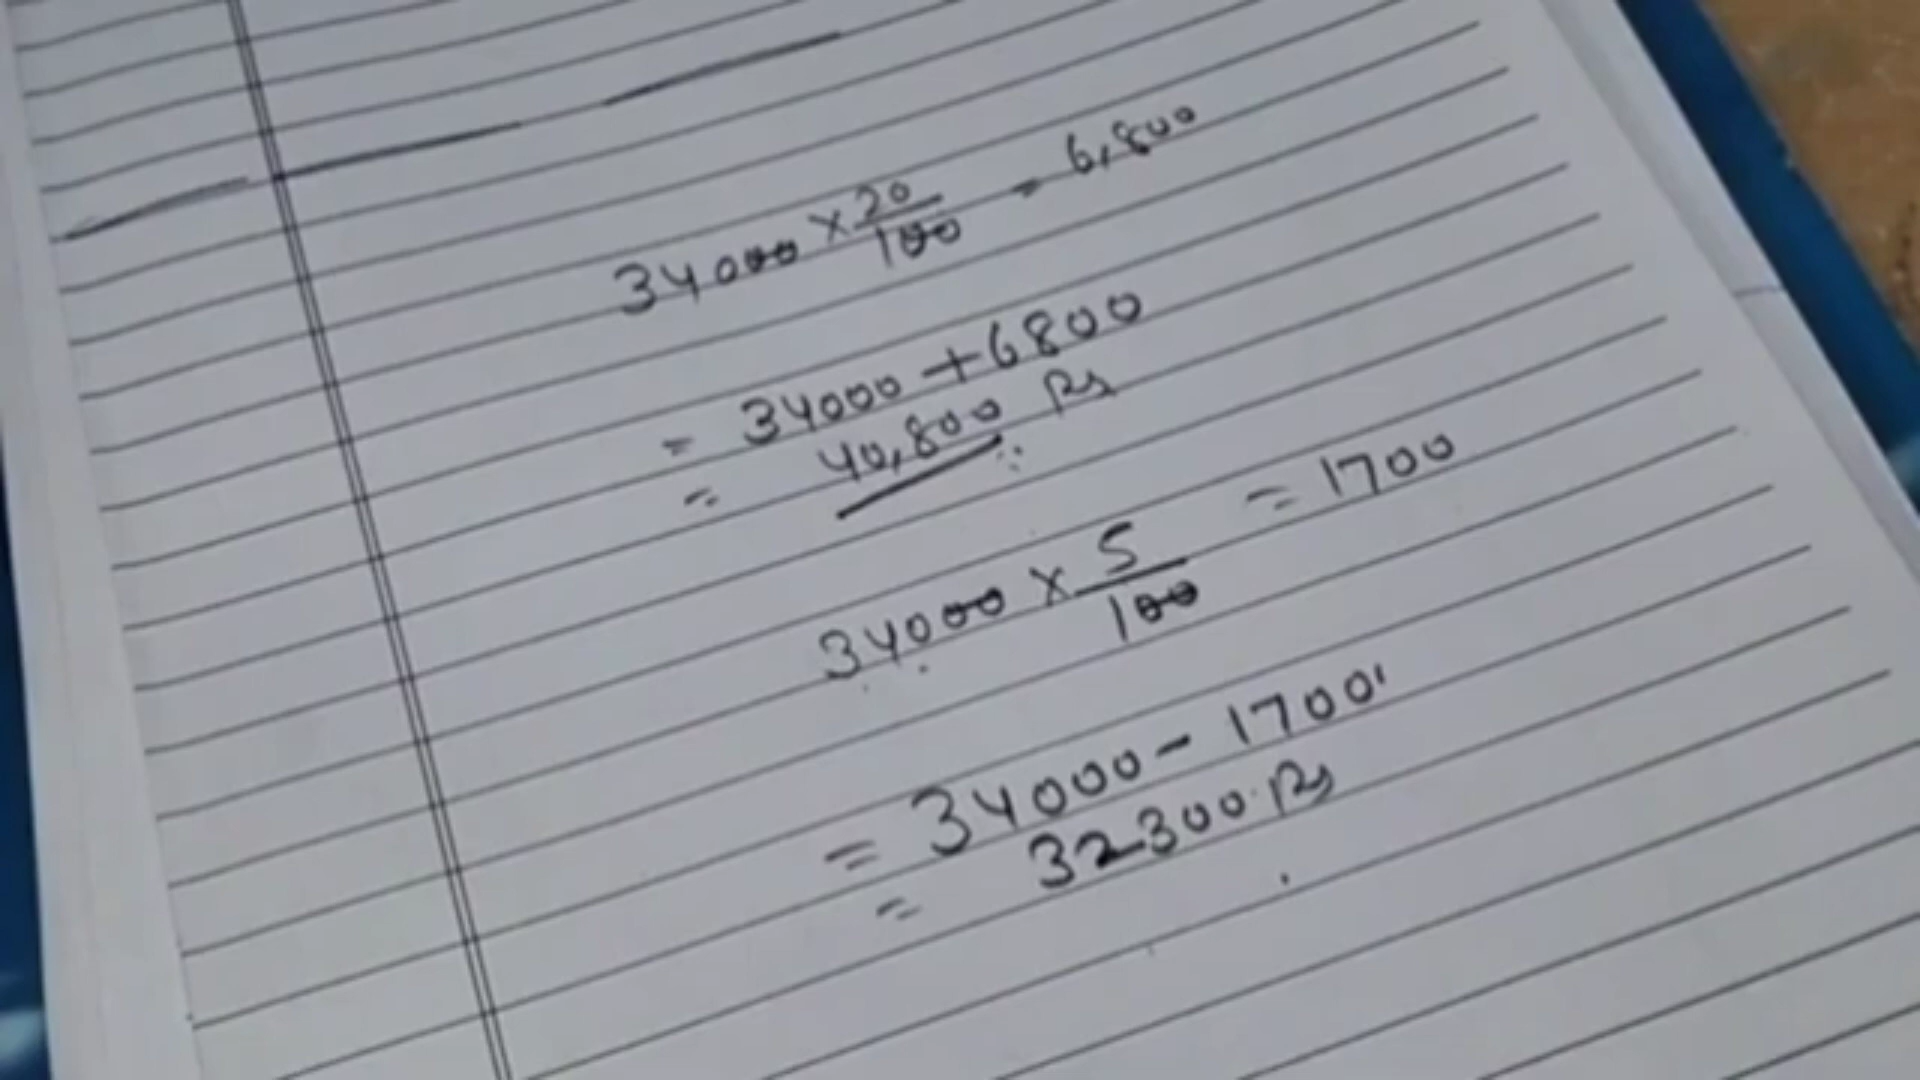 34000 × 20/100 = 6,800
= 34000 + 6800
= 40,800 Rs
34000 × 5/100 = 1700
= 34000 - 1700
= 32300 Rs